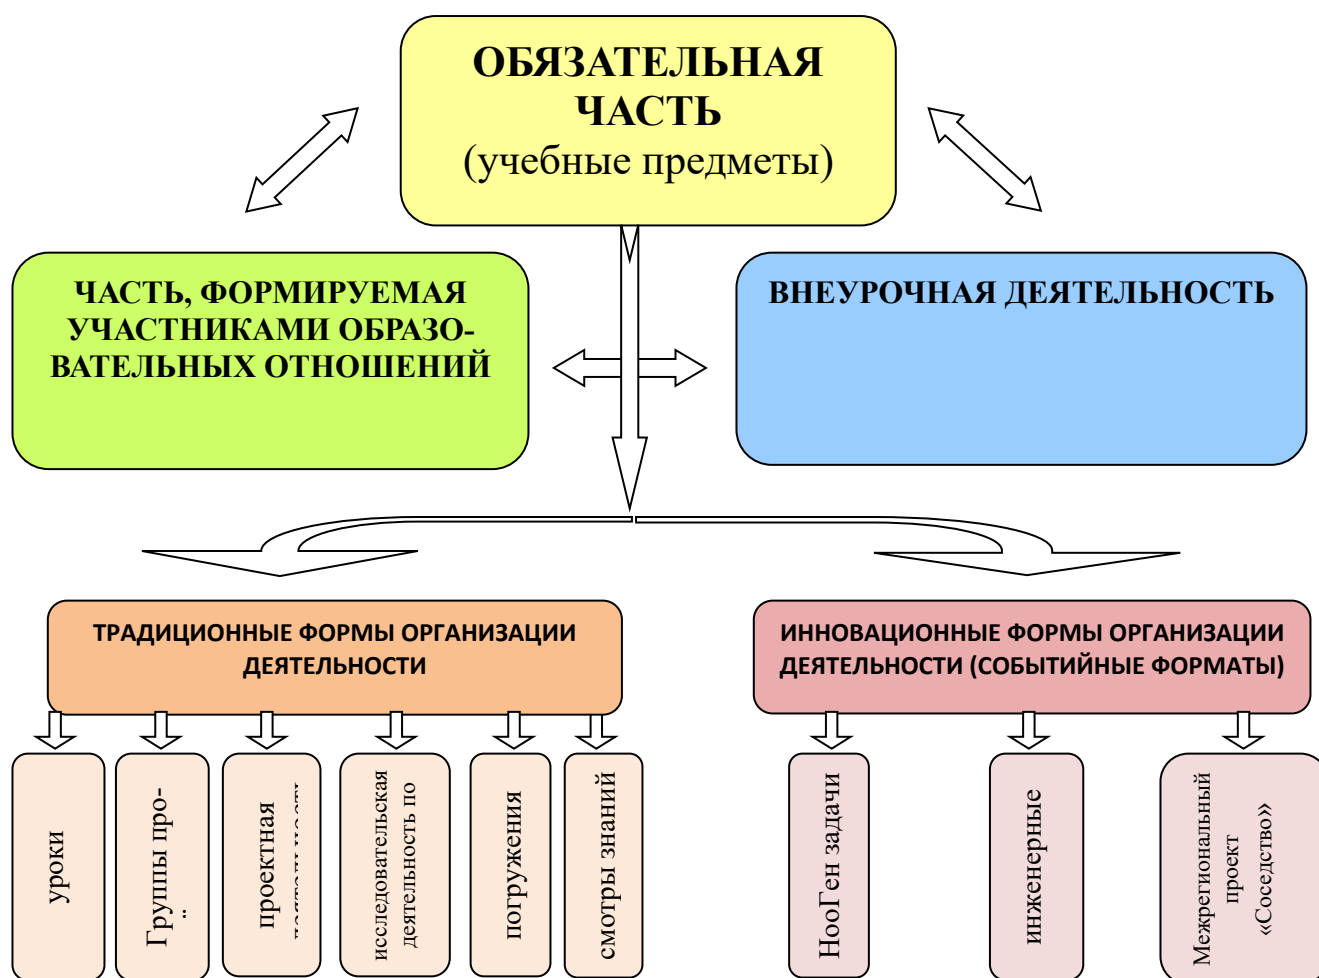 ОБЯЗАТЕЛЬНАЯ
ЧАСТЬ
(учебные предметы)
ЧАСТЬ, ФОРМИРУЕМАЯ
УЧАСТНИКАМИ ОБРАЗО-
ВАТЕЛЬНЫХ ОТНОШЕНИЙ
ВНЕУРОЧНАЯ ДЕЯТЕЛЬНОСТЬ
ТРАДИЦИОННЫЕ ФОРМЫ ОРГАНИЗАЦИИ
ДЕЯТЕЛЬНОСТИ
ИННОВАЦИОННЫЕ ФОРМЫ ОРГАНИЗАЦИИ
ДЕЯТЕЛЬНОСТИ (СОБЫТИЙНЫЕ ФОРМАТЫ)
уроки
Группы про-
проектная
исследовательская
деятельность по
погружения
смотры знаний
НооГен задачи
инженерные
Межрегиональный
проект
«Соседство»